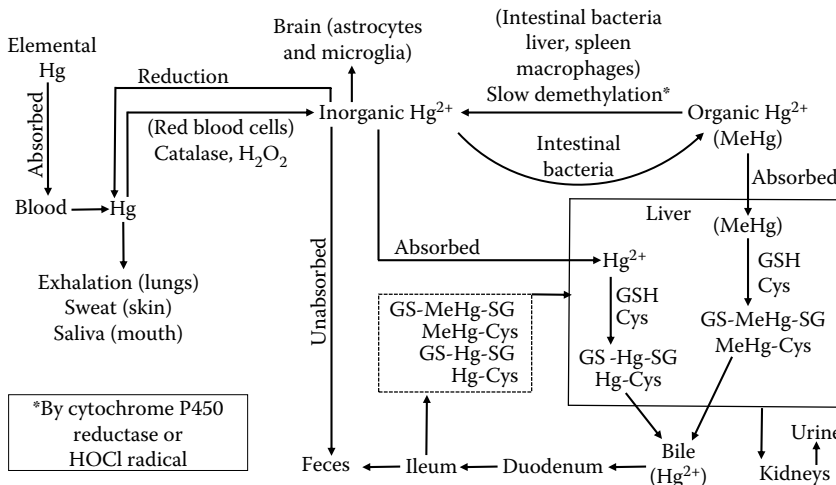 Elemental
Hg
Absorbed
Blood
Hg
Reduction
(Red blood cells)
Catalase, H₂O₂
Exhalation (lungs)
Sweat (skin)
Saliva (mouth)
*By cytochrome P450
reductase or
HOCl radical
Brain (astrocytes
and microglia)
Inorganic Hg²⁺
(Intestinal bacteria
liver, spleen
macrophages)
Slow demethylation*
Intestinal
bacteria
Organic Hg²⁺
(MeHg)
Absorbed
Unabsorbed
Absorbed
Liver
(MeHg)
Hg²⁺
GSH
Cys
GSH
Cys
GS-MeHg-SG
MeHg-Cys
GS-Hg-SG
Hg-Cys
GS -Hg-SG
Hg-Cys
GS-MeHg-SG
MeHg-Cys
Feces
Ileum
Duodenum
Bile
(Hg²⁺)
Urine
Kidneys